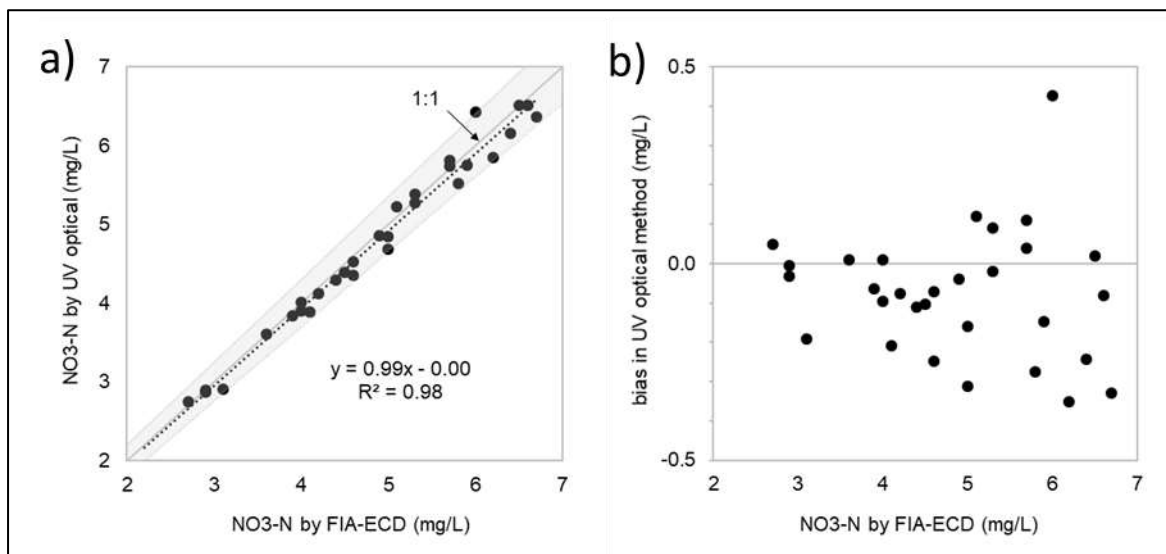 a)
7
6
5
4
3
2
NO3-N by UV optical (mg/L)
1:1
y = 0.99x - 0.00
R² = 0.98
2 3 4 5 6 7
NO3-N by FIA-ECD (mg/L)
b)
0.5
0.0
-0.5
bias in UV optical method (mg/L)
2 3 4 5 6 7
NO3-N by FIA-ECD (mg/L)